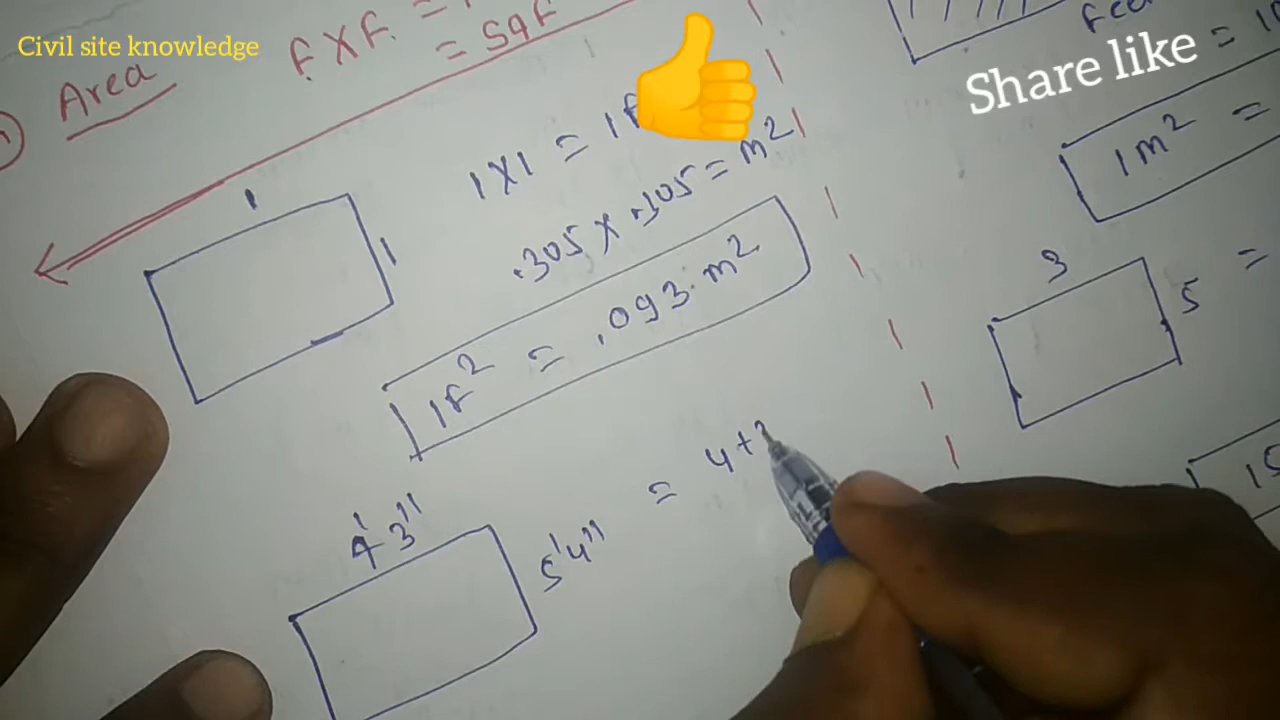 Civil site knowledge
Share like
Area
F X F =
= SqF
1
1
1X1 = 1F
.305 X .305 = m2
1F2 = .093.m2
4'3"
5'4"
= 4+3
1M2 =
3
5
=